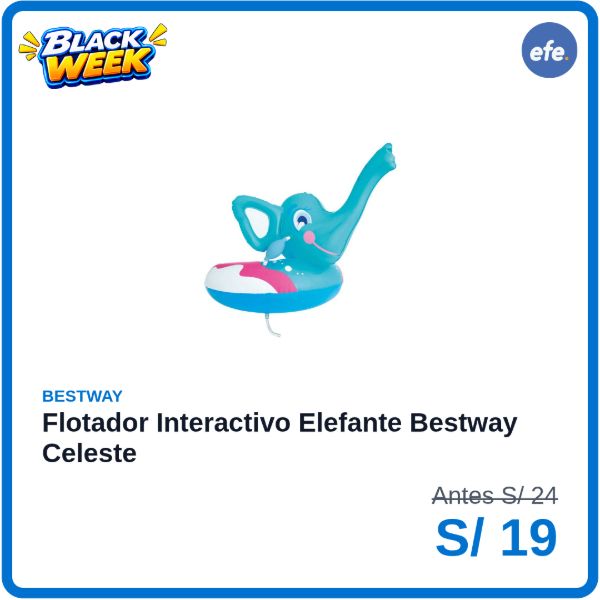 BLACK
WEEK
efe.
BESTWAY
Flotador Interactivo Elefante Bestway
Celeste
Antes S/ 24
S/ 19